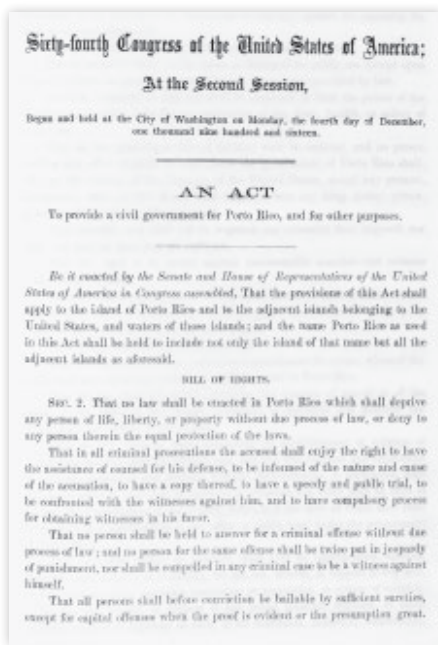 Sixty-fourth Congress of the United States of America;
At the Second Session,
Begun and held at the City of Washington on Monday, the fourth day of December,
one thousand nine hundred and sixteen.
AN ACT
To provide a civil government for Porto Rico, and for other purposes.
Be it enacted by the Senate and House of Representatives of the United
States of America in Congress assembled, That the provisions of this Act shall
apply to the island of Porto Rico and to the adjacent islands belonging to the
United States, and waters of those islands; and the name Porto Rico as used
in this Act shall be held to include not only the island of that name but all the
adjacent islands as aforesaid.
BILL OF RIGHTS.
SEC. 2. That no law shall be enacted in Porto Rico which shall deprive
any person of life, liberty, or property without due process of law, or deny to
any person therein the equal protection of the laws.
That in all criminal prosecutions the accused shall enjoy the right to have
the assistance of counsel for his defense, to be informed of the nature and cause
of the accusation, to have a copy thereof, to have a speedy and public trial, to
be confronted with the witnesses against him, and to have compulsory process
for obtaining witnesses in his favor.
That no person shall be held to answer for a criminal offense without due
process of law; and no person for the same offense shall be twice put in jeopardy
of punishment, nor shall be compelled in any criminal case to be a witness against
himself.
That all persons shall before conviction be bailable by sufficient sureties,
except for capital offenses when the proof is evident or the presumption great.